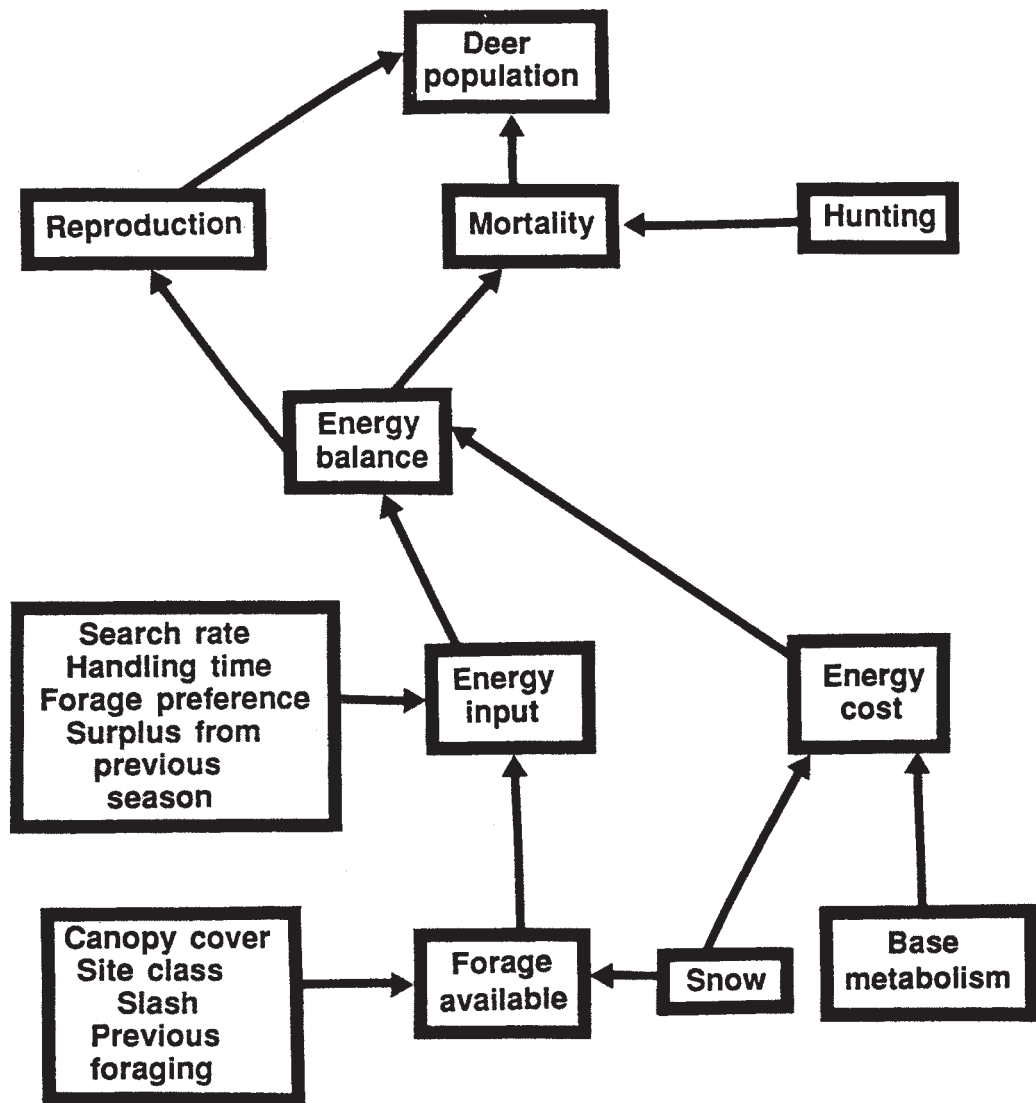 Deer
population
Reproduction
Mortality
Hunting
Energy
balance
Search rate
Handling time
Forage preference
Surplus from
previous
season
Energy
input
Energy
cost
Canopy cover
Site class
Slash
Previous
foraging
Forage
available
Snow
Base
metabolism